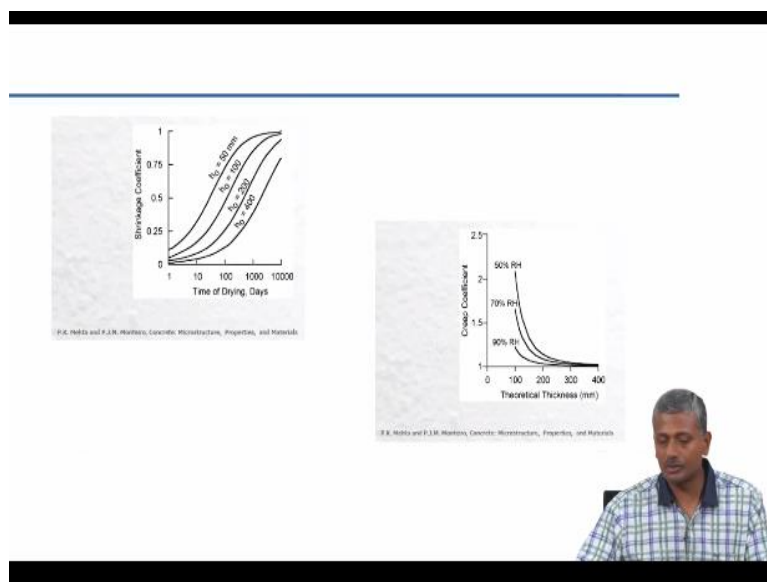 1
0.75
0.5
0.25
0
Shrinkage Coefficient
h0 = 50 mm
h0 = 100
h0 = 200
h0 = 400
1 10 100 1000 10000
Time of Drying, Days
P.K. Mehta and P.J.M. Monteiro, Concrete: Microstructure, Properties, and Materials
2.5
2
1.5
1
Creep Coefficient
50% RH
70% RH
90% RH
0 100 200 300 400
Theoretical Thickness (mm)
P.K. Mehta and P.J.M. Monteiro, Concrete: Microstructure, Properties, and Materials